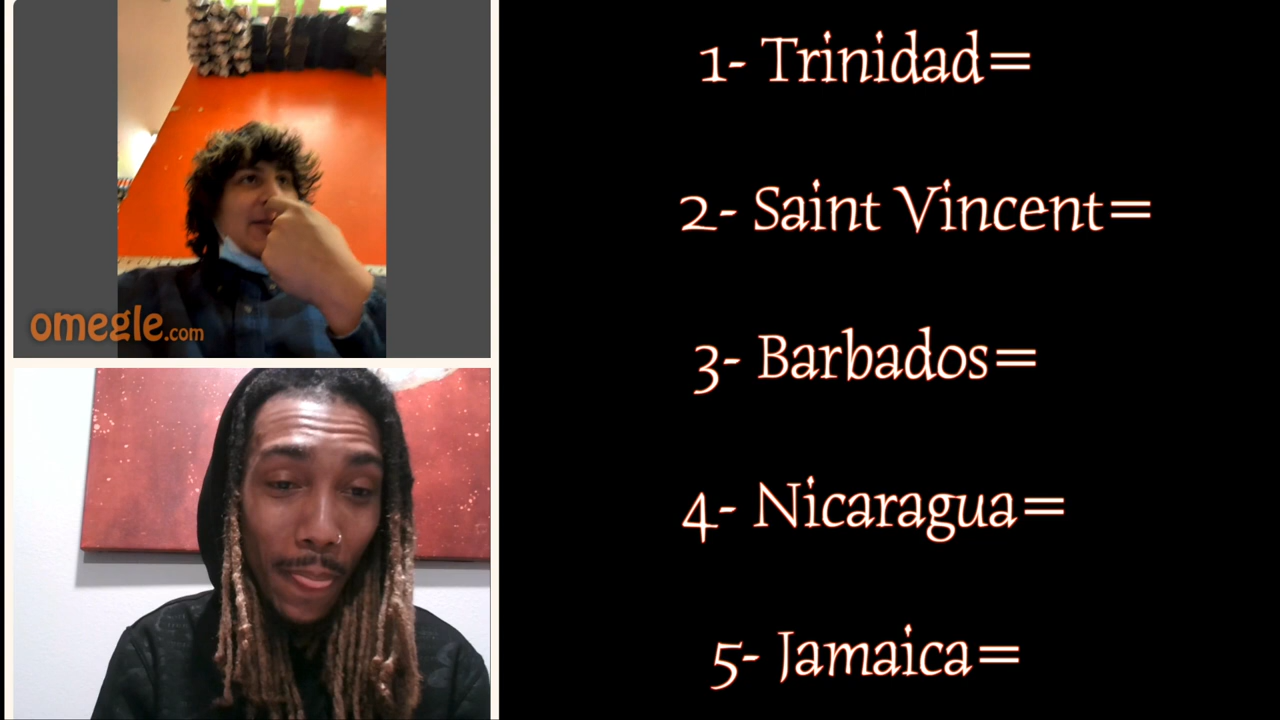 omegle.com
1- Trinidad=
2- Saint Vincent=
3- Barbados=
4- Nicaragua=
5- Jamaica=